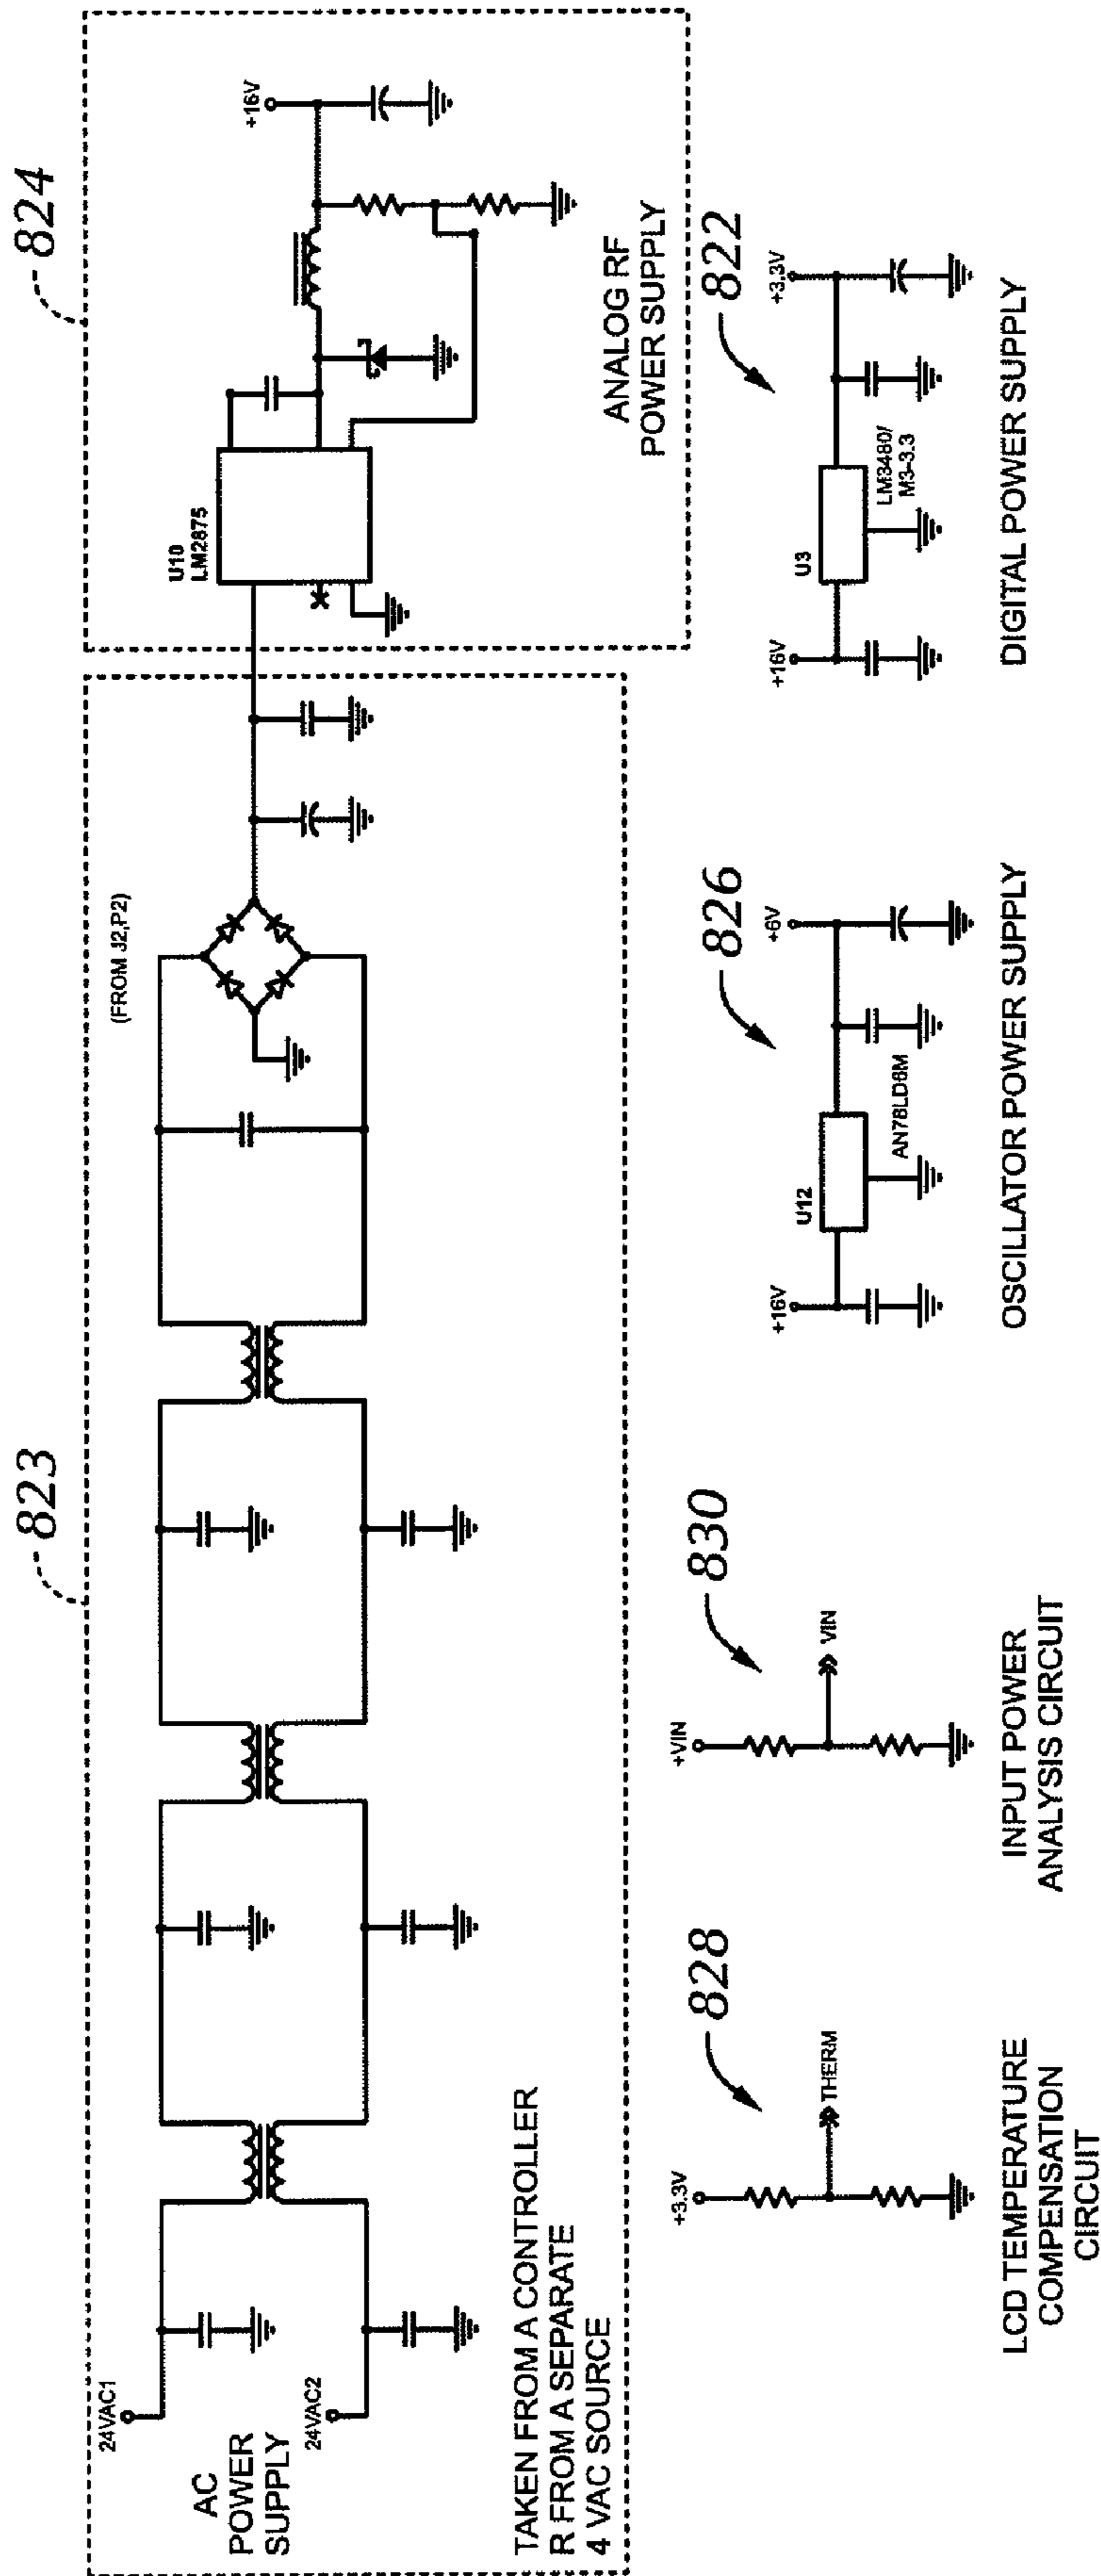 823
824
24VAC1
AC
POWER
SUPPLY
24VAC2
(FROM J2,P2)
TAKEN FROM A CONTROLLER
R FROM A SEPARATE
4 VAC SOURCE
U10
LM2675
+16V
ANALOG RF
POWER SUPPLY
828
+3.3V
THERM
LCD TEMPERATURE
COMPENSATION
CIRCUIT
830
+VIN
VIN
INPUT POWER
ANALYSIS CIRCUIT
826
+16V
U12
AN78LD6M
+6V
OSCILLATOR POWER SUPPLY
822
+16V
U3
LM3480/
M3-3.3
+3.3V
DIGITAL POWER SUPPLY